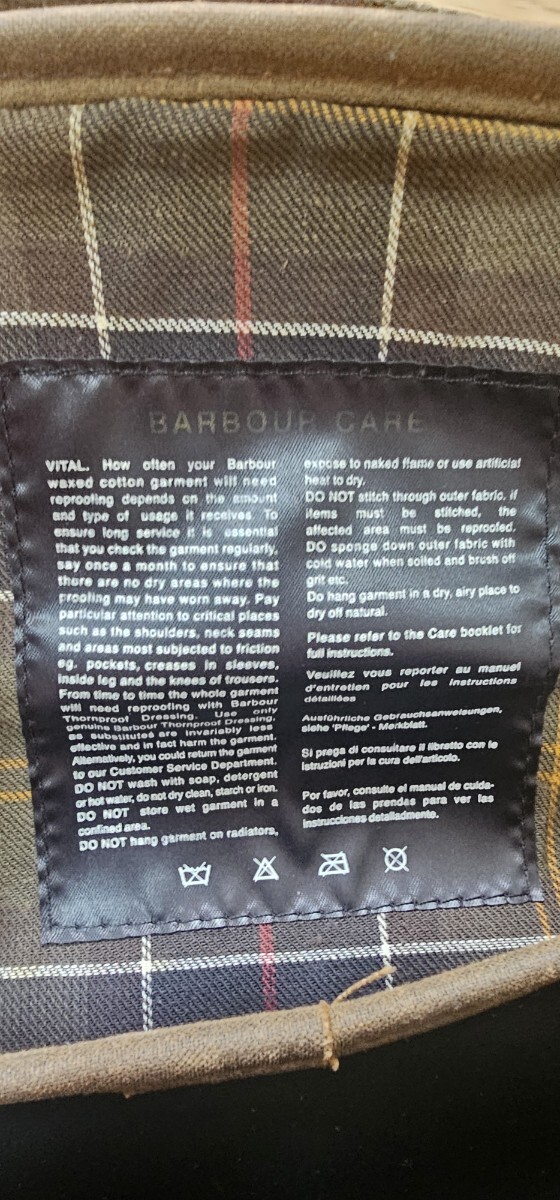 BARBOUR CARE
VITAL. How often your Barbour
waxed cotton garment will need
reproofing depends on the amount
and type of usage it receives. To
ensure long service it is essential
that you check the garment regularly,
say once a month to ensure that
there are no dry areas where the
proofing may have worn away. Pay
particular attention to critical places
such as the shoulders, neck seams
and areas most subjected to friction
eg. pockets, creases in sleeves,
inside leg and the knees of trousers.
From time to time the whole garment
will need reproofing with Barbour
Thornproof Dressing. Use only
genuine Barbour Thornproof Dressing,
as substitutes are invariably less
effective and in fact harm the garment.
Alternatively, you could return the garment
to our Customer Service Department.
DO NOT wash with soap, detergent
or hot water, do not dry clean, starch or iron.
DO NOT store wet garment in a
confined area.
DO NOT hang garment on radiators,
expose to naked flame or use artificial
heat to dry.
DO NOT stitch through outer fabric. If
items must be stitched, the
affected area must be reproofed.
DO sponge down outer fabric with
cold water when soiled and brush off
grit etc.
Do hang garment in a dry, airy place to
dry off natural.
Please refer to the Care booklet for
full instructions.
Veuillez vous reporter au manuel
d'entretien pour les instructions
détaillées
Ausführliche Gebrauchsanweisungen,
siehe 'Pflege' - Merkblatt.
Si prega di consultare il libretto con le
istruzioni per la cura dell'articolo.
Por favor, consulte el manual de cuida-
dos de las prendas para ver las
instrucciones detalladmente.